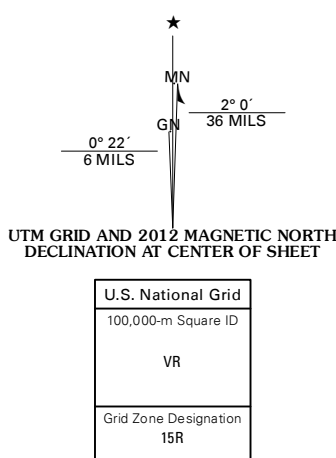 ★
MN
2° 0´
36 MILS
GN
0° 22´
6 MILS
UTM GRID AND 2012 MAGNETIC NORTH
DECLINATION AT CENTER OF SHEET
U.S. National Grid
100,000-m Square ID
VR
Grid Zone Designation
15R